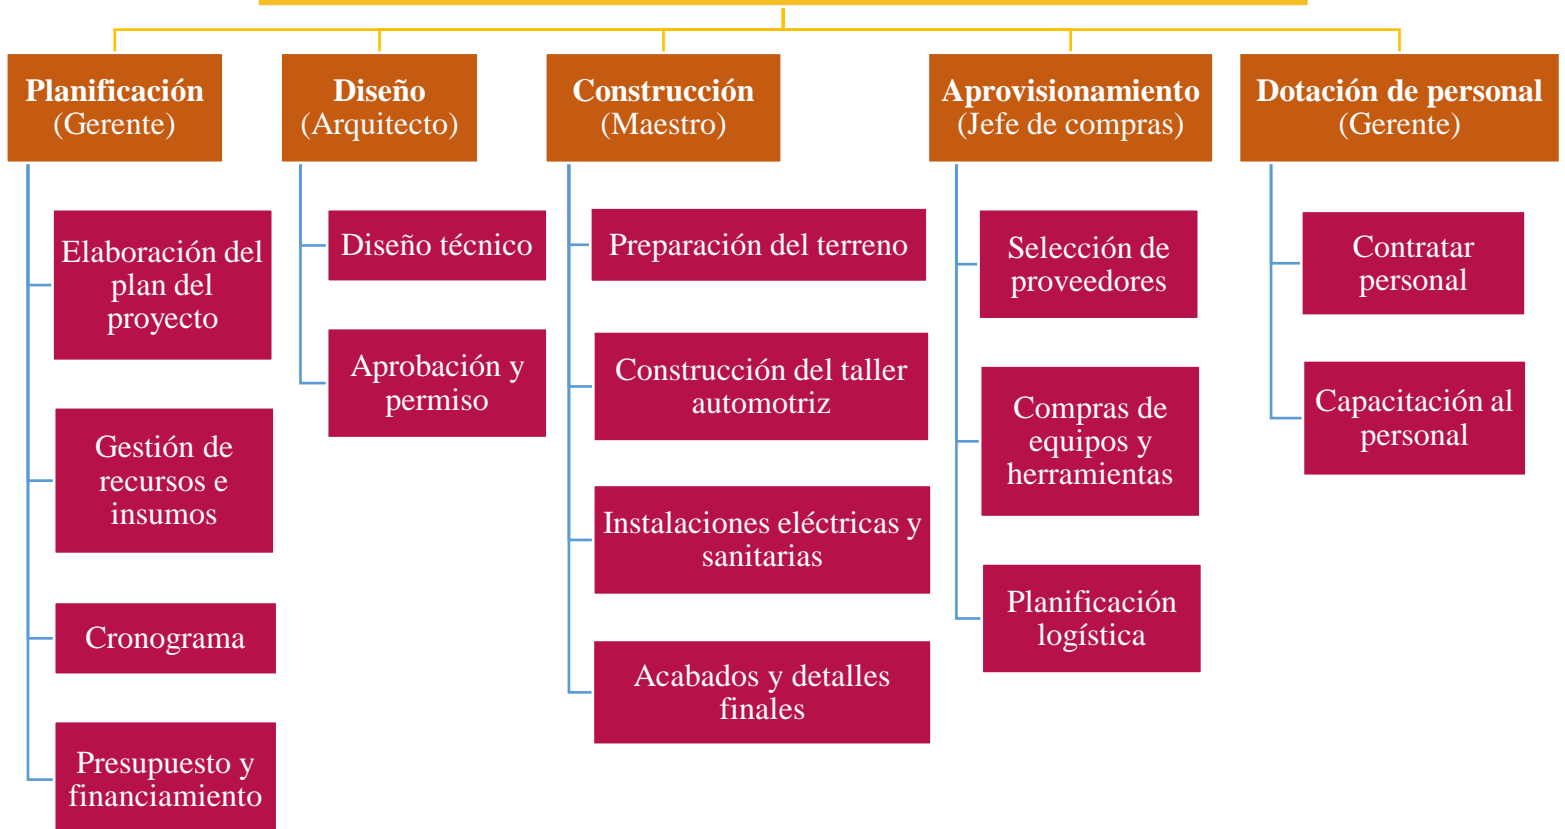 Planificación
(Gerente)
Elaboración del
plan del
proyecto
Gestión de
recursos e
insumos
Cronograma
Presupuesto y
financiamiento
Diseño
(Arquitecto)
Diseño técnico
Aprobación y
permiso
Construcción
(Maestro)
Preparación del terreno
Construcción del taller
automotriz
Instalaciones eléctricas y
sanitarias
Acabados y detalles
finales
Aprovisionamiento
(Jefe de compras)
Selección de
proveedores
Compras de
equipos y
herramientas
Planificación
logística
Dotación de personal
(Gerente)
Contratar
personal
Capacitación al
personal